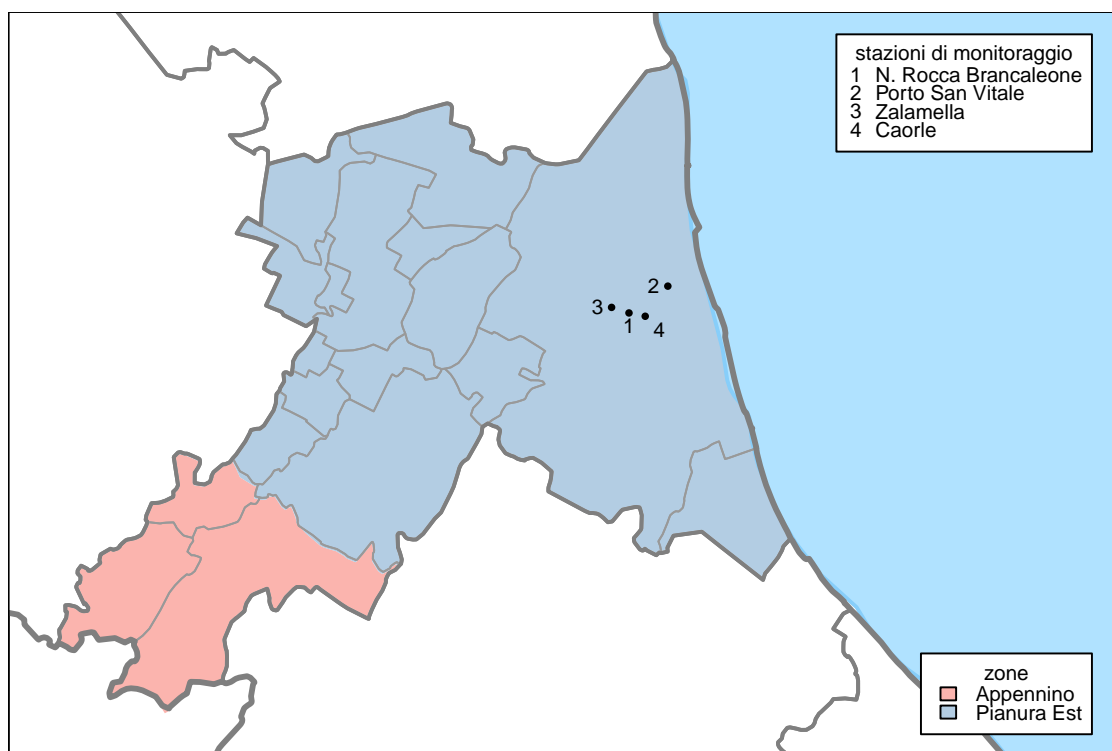 stazioni di monitoraggio
1 N. Rocca Brancaleone
2 Porto San Vitale
3 Zalamella
4 Caorle
2
3
1
4
zone
Appennino
Pianura Est